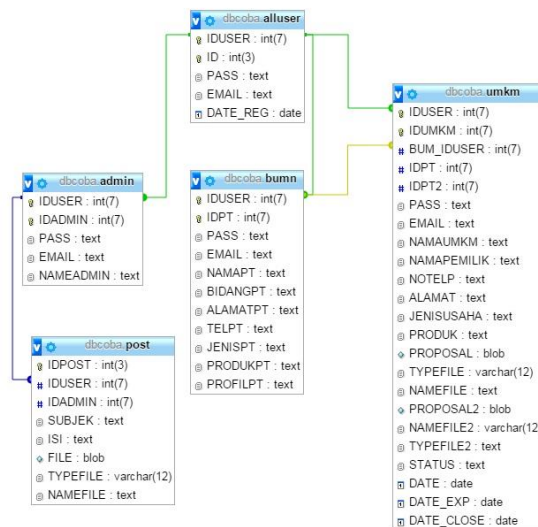 dbcoba.alluser
IDUSER : int(7)
ID : int(3)
PASS : text
EMAIL : text
DATE_REG : date
dbcoba.umkm
IDUSER : int(7)
IDUMKM : int(7)
BUM_IDUSER : int(7)
IDPT : int(7)
IDPT2 : int(7)
PASS : text
EMAIL : text
NAMAUMKM : text
NAMAPEMILIK : text
NOTELP : text
ALAMAT : text
JENISUSAHA : text
PRODUK : text
PROPOSAL : blob
TYPEFILE : varchar(12)
NAMEFILE : text
PROPOSAL2 : blob
NAMEFILE2 : varchar(12
TYPEFILE2 : text
STATUS : text
DATE : date
DATE_EXP : date
DATE_CLOSE : date
dbcoba.admin
IDUSER : int(7)
IDADMIN : int(7)
PASS : text
EMAIL : text
NAMEADMIN : text
dbcoba.bumn
IDUSER : int(7)
IDPT : int(7)
PASS : text
EMAIL : text
NAMAPT : text
BIDANGPT : text
ALAMATPT : text
TELPT : text
JENISPT : text
PRODUKPT : text
PROFILPT : text
dbcoba.post
IDPOST : int(3)
IDUSER : int(7)
IDADMIN : int(7)
SUBJEK : text
ISI : text
FILE : blob
TYPEFILE : varchar(12)
NAMEFILE : text